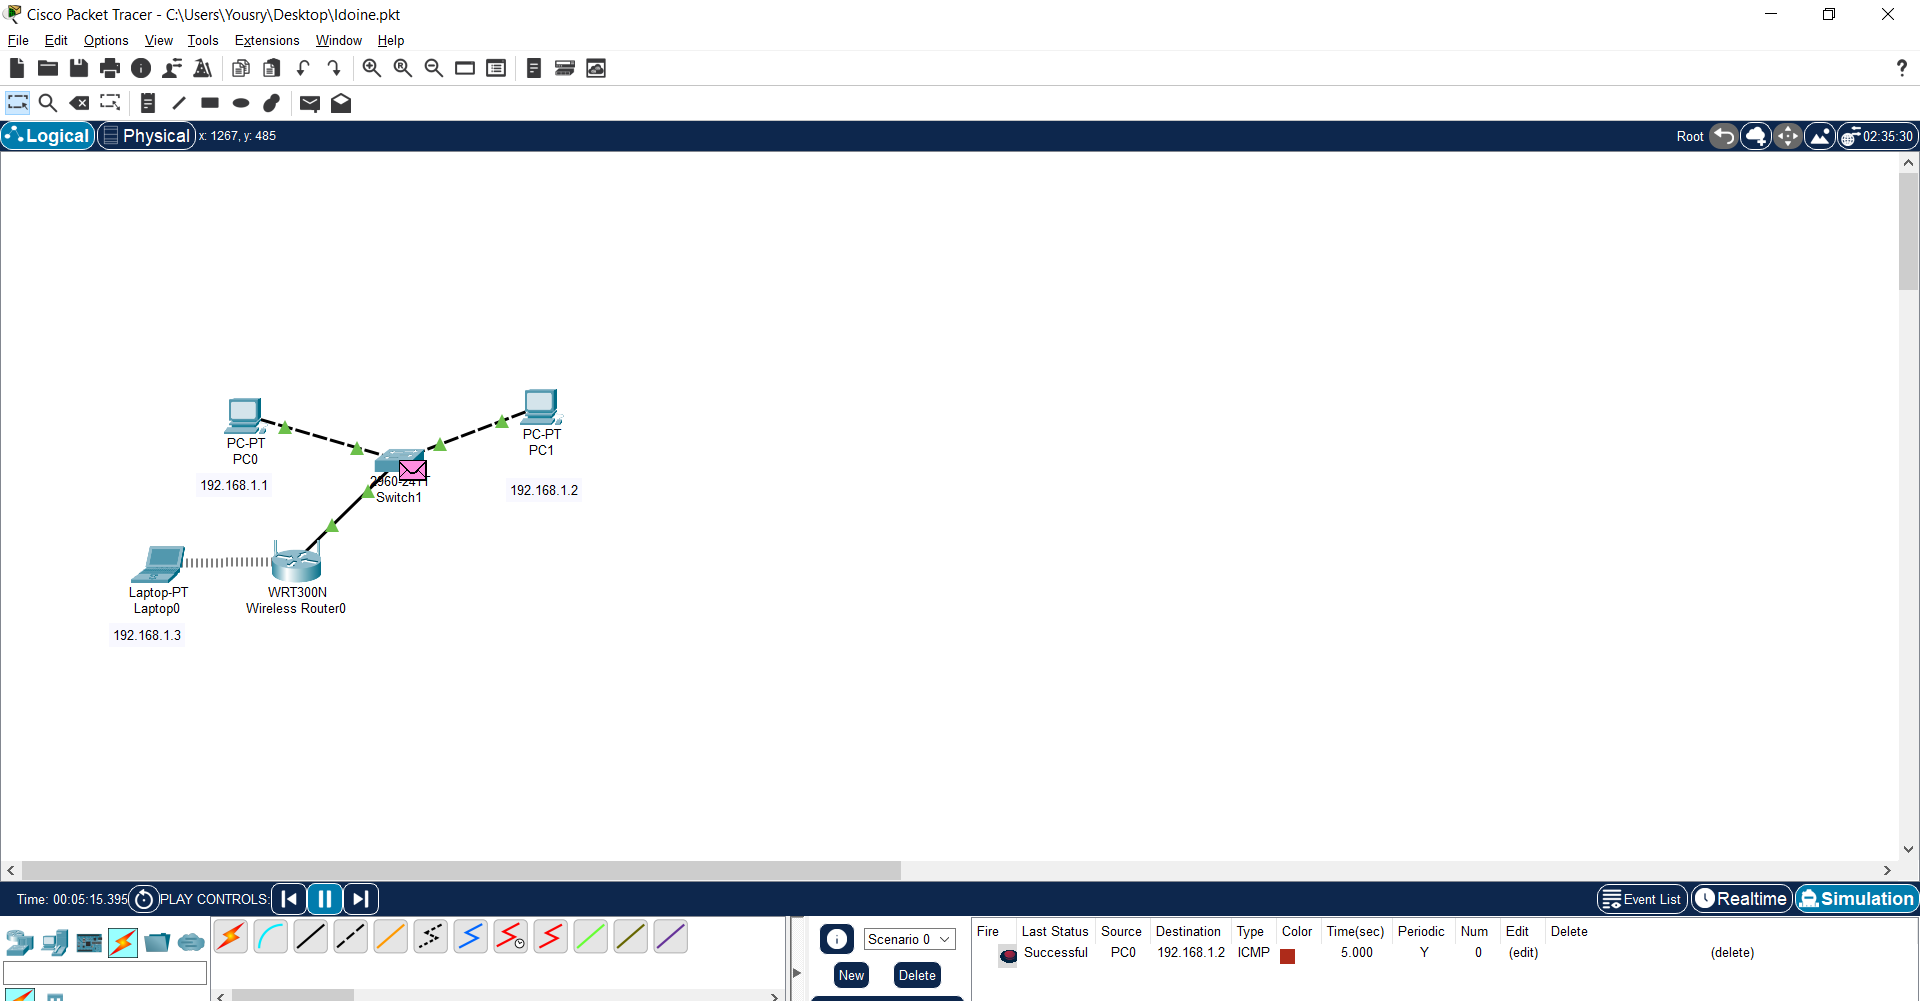 Cisco Packet Tracer - C:\Users\Yousry\Desktop\Idoine.pkt
File Edit Options View Tools Extensions Window Help
Logical Physical x: 1267, y: 485 Root 02:35:30
PC-PT
PC0
192.168.1.1
PC-PT
PC1
192.168.1.2
2960-24TT
Switch1
Laptop-PT
Laptop0
192.168.1.3
WRT300N
Wireless Router0
Time: 00:05:15.395 PLAY CONTROLS: Event List Realtime Simulation
Scenario 0
New Delete
Fire Last Status Source Destination Type Color Time(sec) Periodic Num Edit Delete
Successful PC0 192.168.1.2 ICMP 5.000 Y 0 (edit) (delete)